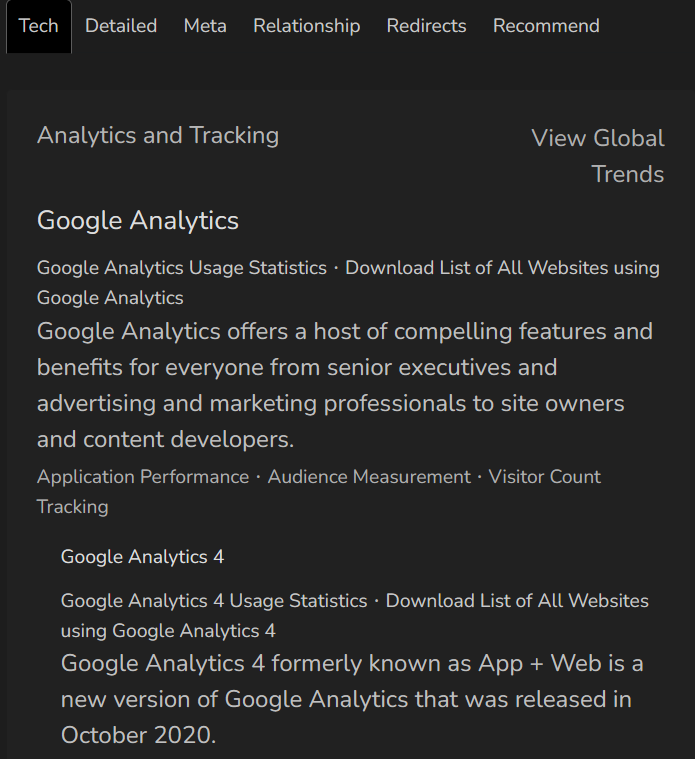 Tech Detailed Meta Relationship Redirects Recommend
Analytics and Tracking
View Global
Trends
Google Analytics
Google Analytics Usage Statistics · Download List of All Websites using
Google Analytics
Google Analytics offers a host of compelling features and
benefits for everyone from senior executives and
advertising and marketing professionals to site owners
and content developers.
Application Performance · Audience Measurement · Visitor Count
Tracking
Google Analytics 4
Google Analytics 4 Usage Statistics · Download List of All Websites
using Google Analytics 4
Google Analytics 4 formerly known as App + Web is a
new version of Google Analytics that was released in
October 2020.